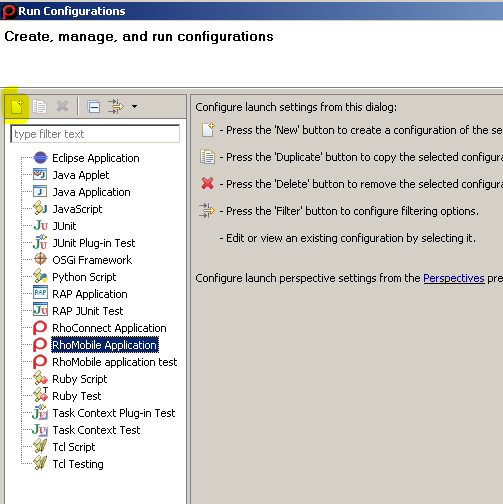 Run Configurations
Create, manage, and run configurations
type filter text
Eclipse Application
Java Applet
Java Application
JavaScript
JUnit
JUnit Plug-in Test
OSGi Framework
Python Script
RAP Application
RAP JUnit Test
RhoConnect Application
RhoMobile Application
RhoMobile application test
Ruby Script
Ruby Test
Task Context Plug-in Test
Task Context Test
Tcl Script
Tcl Testing
Configure launch settings from this dialog:
- Press the 'New' button to create a configuration of the se
- Press the 'Duplicate' button to copy the selected configura
- Press the 'Delete' button to remove the selected configura
- Press the 'Filter' button to configure filtering options.
- Edit or view an existing configuration by selecting it.
Configure launch perspective settings from the Perspectives pre